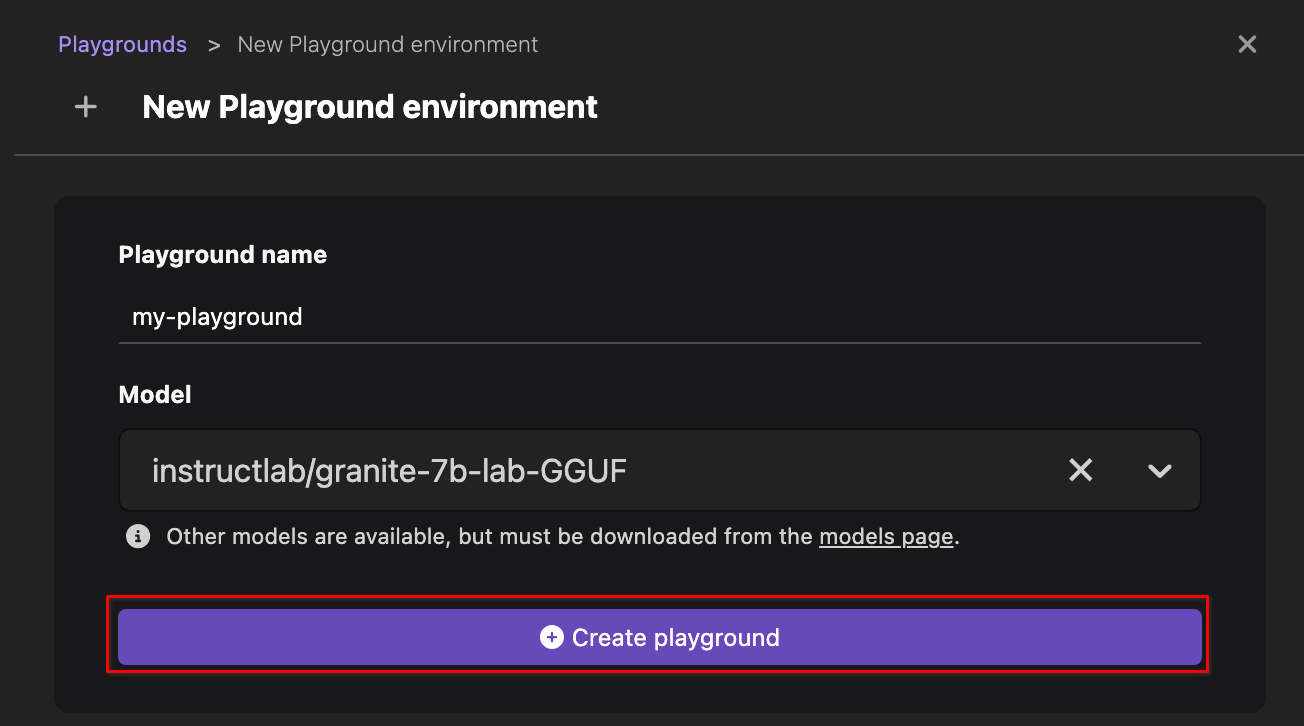 Playgrounds > New Playground environment
New Playground environment
Playground name
my-playground
Model
instructlab/granite-7b-lab-GGUF
Other models are available, but must be downloaded from the models page.
Create playground